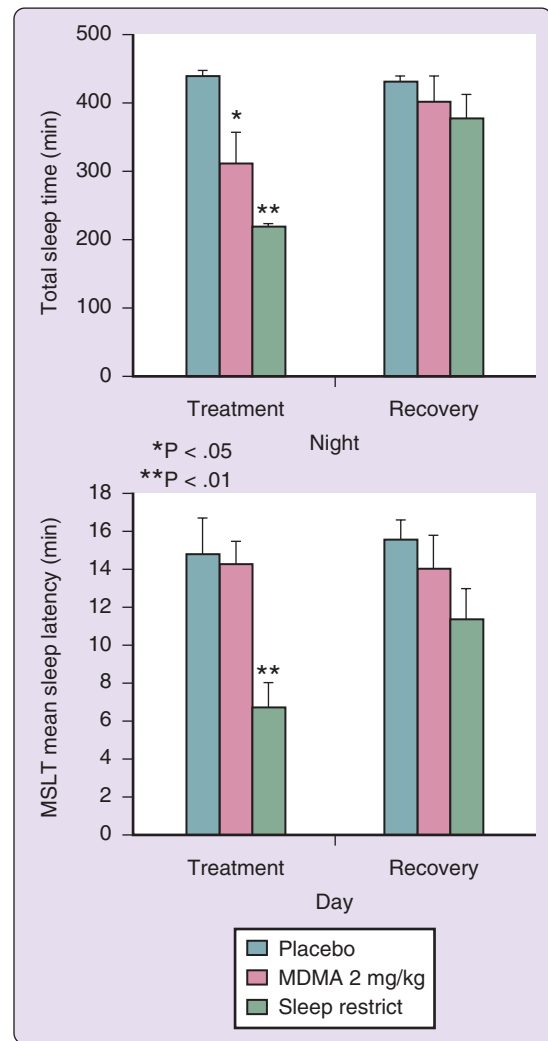 500
400
300
200
100
0
Total sleep time (min)
*
**
Treatment
Recovery
Night
*P < .05
**P < .01
18
16
14
12
10
8
6
4
2
0
MSLT mean sleep latency (min)
**
Treatment
Recovery
Day
Placebo
MDMA 2 mg/kg
Sleep restrict